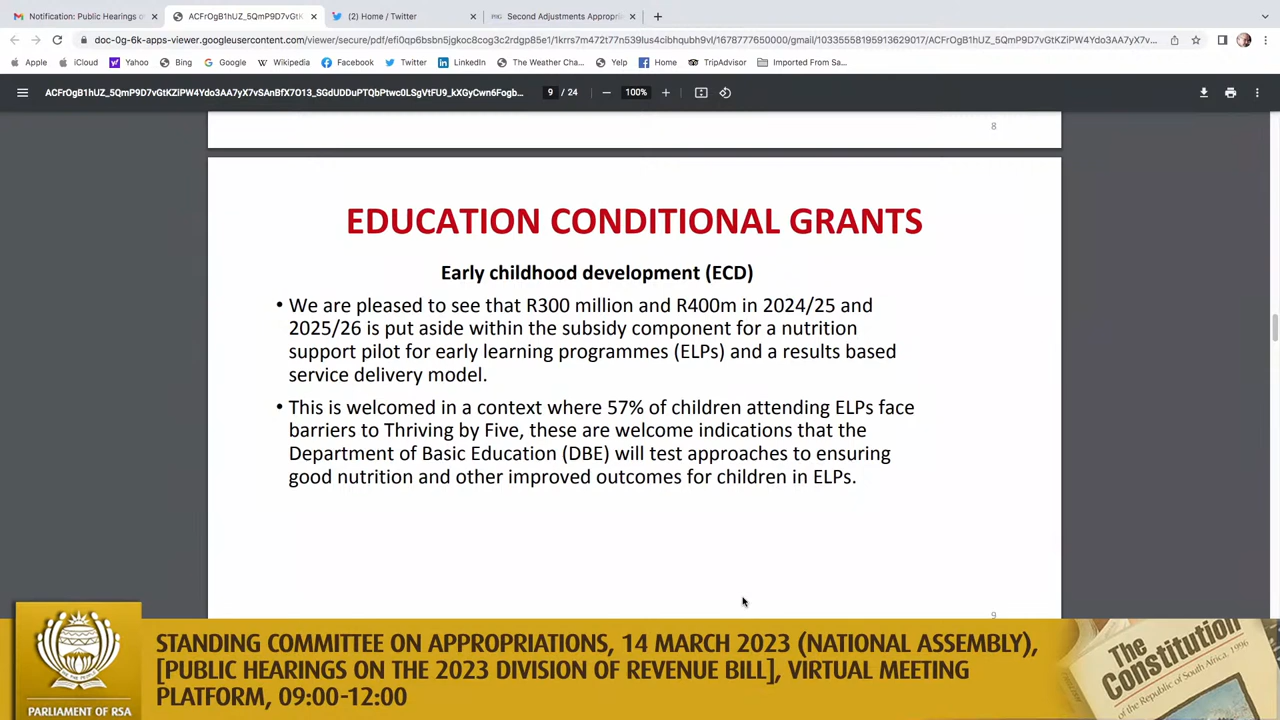 Notification: Public Hearings o
ACFrOgB1hUZ_5QmP9D7vGtK
(2) Home / Twitter
Second Adjustments Appropri
doc-0g-6k-apps-viewer.googleusercontent.com/viewer/secure/pdf/
Apple
iCloud
Yahoo
Bing
Google
Wikipedia
Facebook
Twitter
LinkedIn
The Weather Cha...
Yelp
Home
TripAdvisor
Imported From Sa...
9 / 24
100%
8
EDUCATION CONDITIONAL GRANTS
Early childhood development (ECD)
• We are pleased to see that R300 million and R400m in 2024/25 and
2025/26 is put aside within the subsidy component for a nutrition
support pilot for early learning programmes (ELPs) and a results based
service delivery model.
• This is welcomed in a context where 57% of children attending ELPs face
barriers to Thriving by Five, these are welcome indications that the
Department of Basic Education (DBE) will test approaches to ensuring
good nutrition and other improved outcomes for children in ELPs.
9
STANDING COMMITTEE ON APPROPRIATIONS, 14 MARCH 2023 (NATIONAL ASSEMBLY),
[PUBLIC HEARINGS ON THE 2023 DIVISION OF REVENUE BILL], VIRTUAL MEETING
PLATFORM, 09:00-12:00
PARLIAMENT OF RSA
The
Constitution
of the Republic of South Africa, 1996